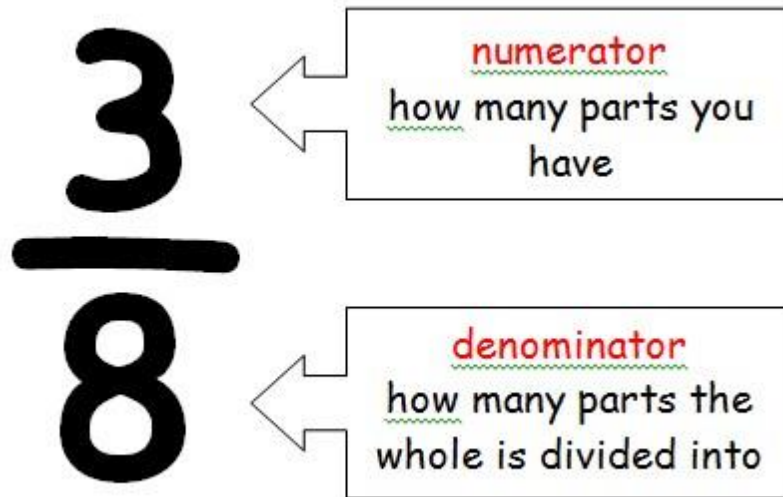 3
numerator
how many parts you
have
8
denominator
how many parts the
whole is divided into